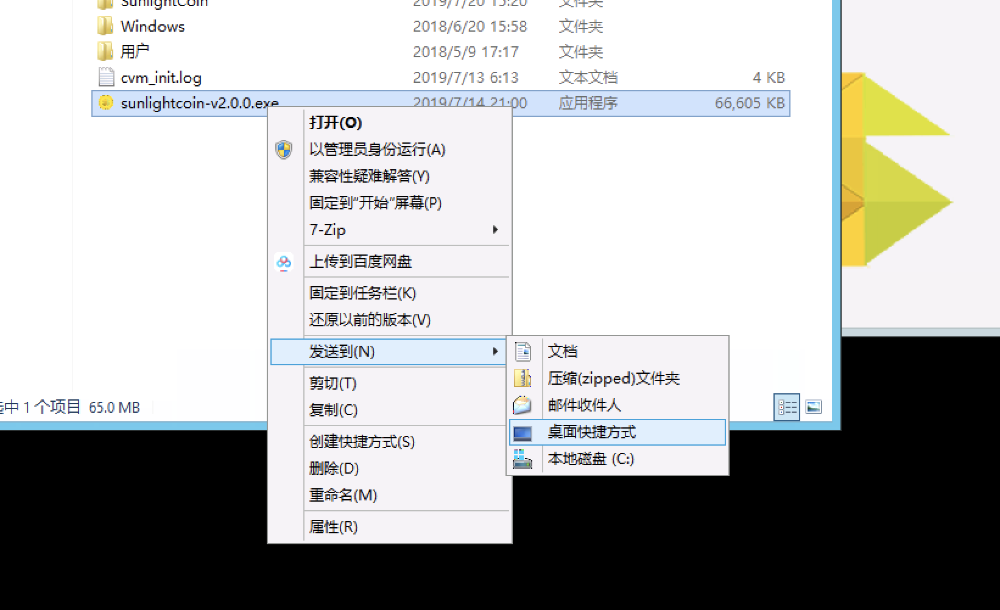 sunlightCoin 2019/7/20 15:20 文件夹
Windows 2018/6/20 15:58 文件夹
用户 2018/5/9 17:17 文件夹
cvm_init.log 2019/7/13 6:13 文本文档 4 KB
sunlightcoin-v2.0.0.exe 2019/7/14 21:00 应用程序 66,605 KB
打开(O)
以管理员身份运行(A)
兼容性疑难解答(Y)
固定到"开始"屏幕(P)
7-Zip
上传到百度网盘
固定到任务栏(K)
还原以前的版本(V)
发送到(N)
文档
压缩(zipped)文件夹
邮件收件人
桌面快捷方式
本地磁盘 (C:)
剪切(T)
复制(C)
创建快捷方式(S)
删除(D)
重命名(M)
属性(R)
选中 1 个项目 65.0 MB